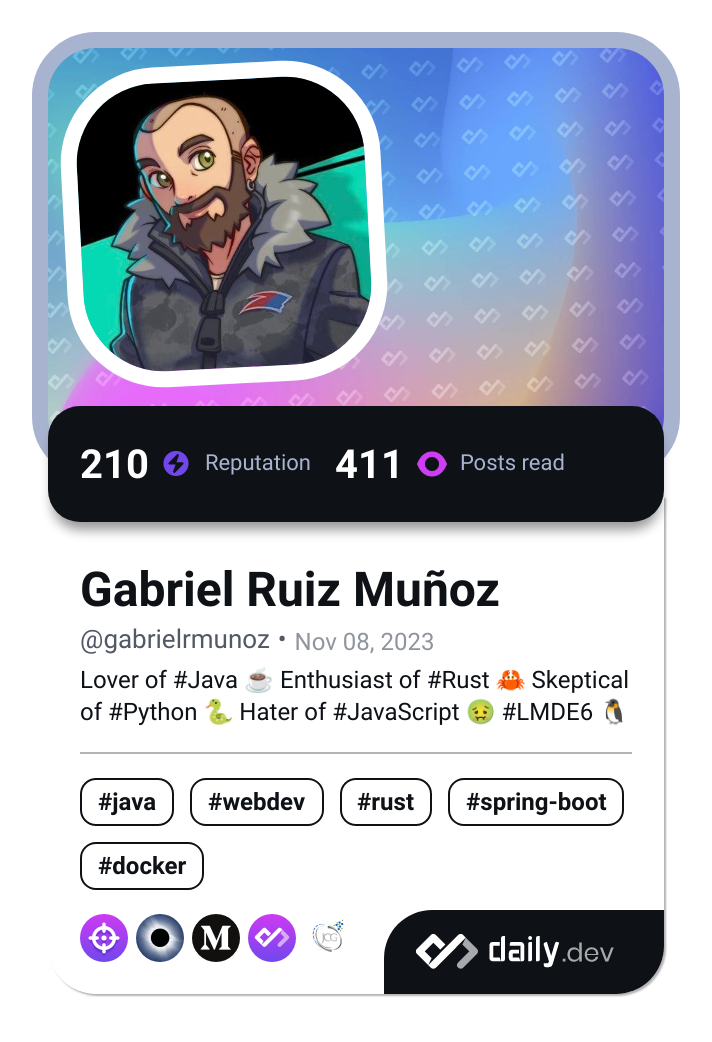 210 Reputation 411 Posts read
Gabriel Ruiz Muñoz
@gabrielrmunoz • Nov 08, 2023
Lover of #Java ☕ Enthusiast of #Rust 🦀 Skeptical
of #Python 🐍 Hater of #JavaScript 🤢 #LMDE6 🐧
#java #webdev #rust #spring-boot
#docker
M JCG
daily.dev